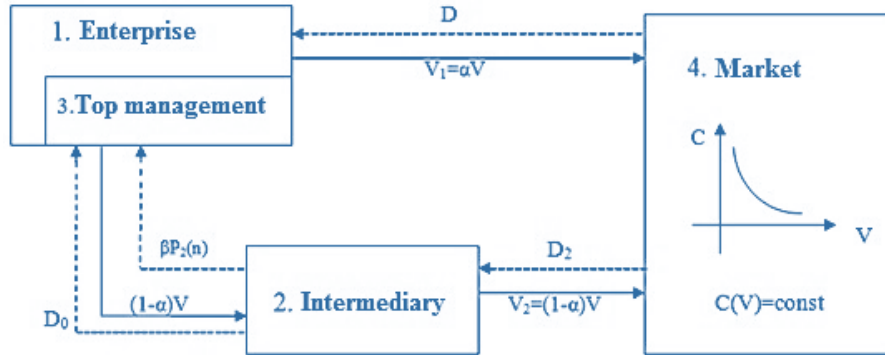 1. Enterprise
3.Top management
D
V₁=αV
4. Market
C
V
C(V)=const
βP₂(n)
D₀
(1-α)V
2. Intermediary
D₂
V₂=(1-α)V